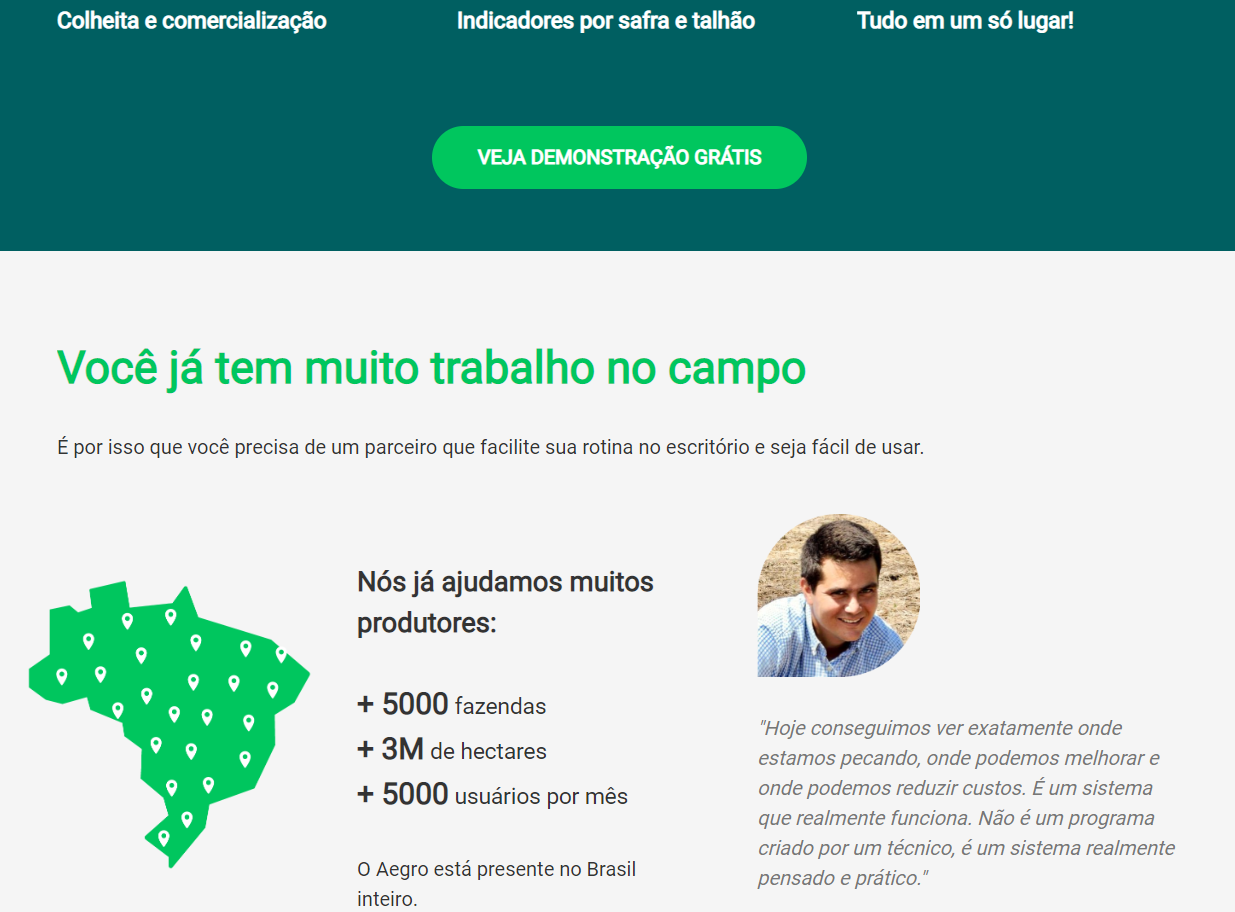 Colheita e comercialização
Indicadores por safra e talhão
Tudo em um só lugar!
VEJA DEMONSTRAÇÃO GRÁTIS
Você já tem muito trabalho no campo
É por isso que você precisa de um parceiro que facilite sua rotina no escritório e seja fácil de usar.
Nós já ajudamos muitos
produtores:
+ 5000 fazendas
+ 3M de hectares
+ 5000 usuários por mês
O Aegro está presente no Brasil
inteiro.
"Hoje conseguimos ver exatamente onde
estamos pecando, onde podemos melhorar e
onde podemos reduzir custos. É um sistema
que realmente funciona. Não é um programa
criado por um técnico, é um sistema realmente
pensado e prático."